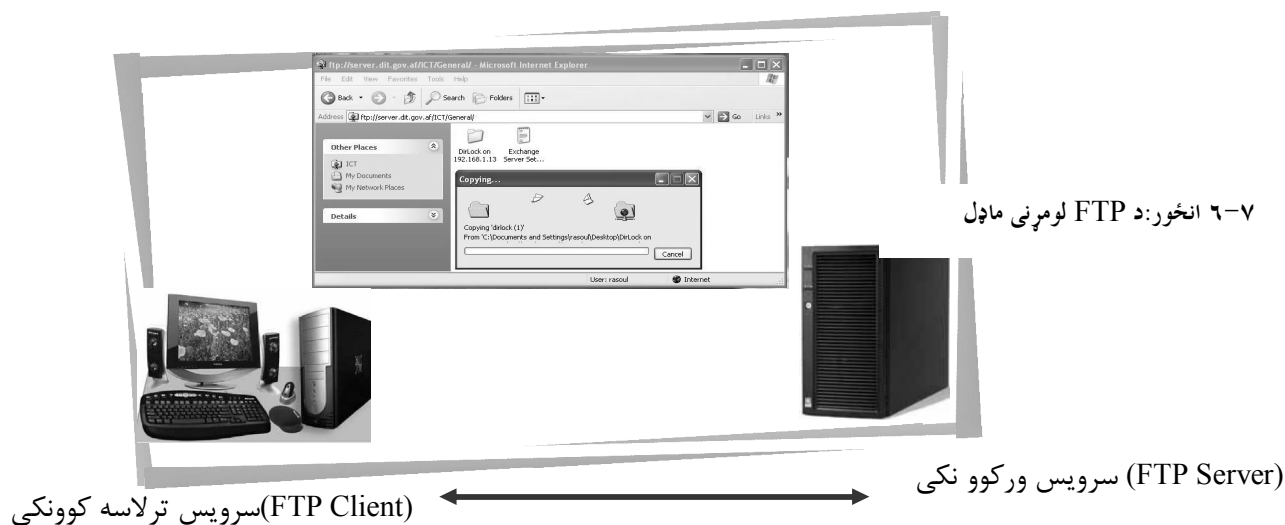 ftp://server.dit.gov.af/ICT/General/ - Microsoft Internet Explorer
File Edit View Favorites Tools Help
Back Search Folders
Address ftp://server.dit.gov.af/ICT/General/ Go Links »
Other Places
ICT
My Documents
My Network Places
Details
DirLock on 192.168.1.13
Exchange Server Set...
Copying...
Copying 'dirlock (1)'
From 'C:\Documents and Settings\rasoul\Desktop\DirLock on
Cancel
User: rasoul Internet
۷-٦ انځور:د FTP لومړنی ماډل
(FTP Server) سرویس ورکوو نکی
(FTP Client)سرویس ترلاسه کوونکی